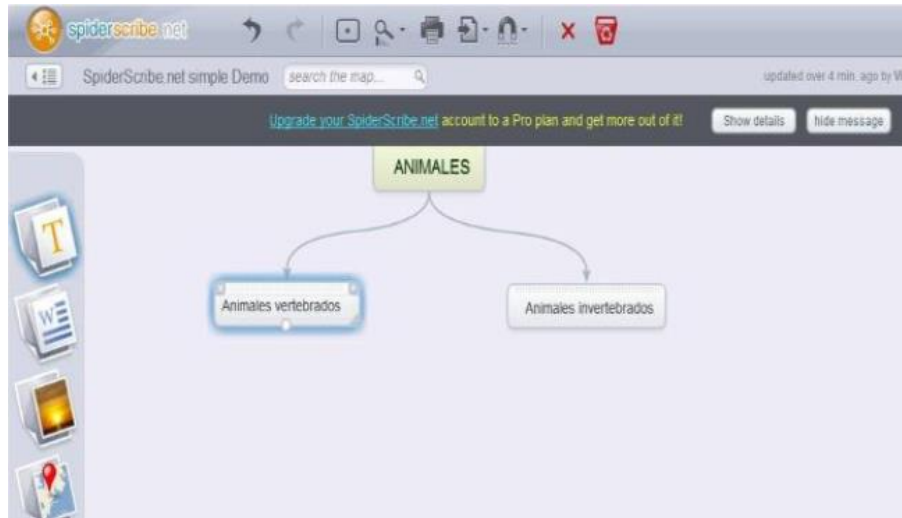 spiderscribe.net
SpiderScribe.net simple Demo search the map...
updated over 4 min. ago by
Upgrade your SpiderScribe.net account to a Pro plan and get more out of it! Show details hide message
ANIMALES
T
Animales vertebrados Animales invertebrados
W